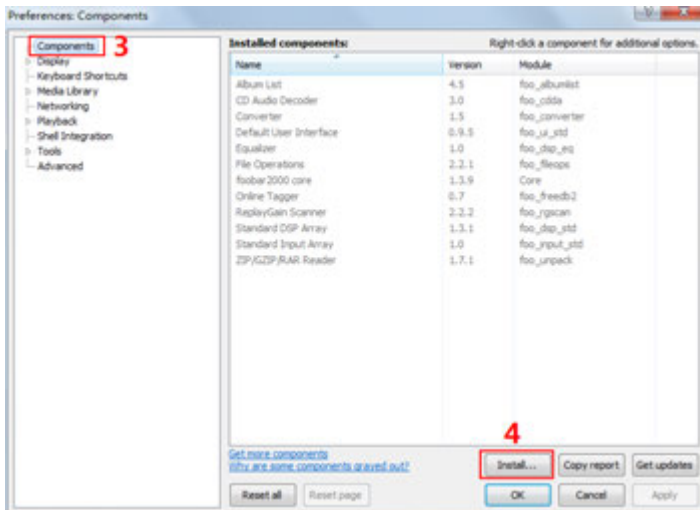 Preferences: Components
Components 3
Display
Keyboard Shortcuts
Media Library
Networking
Playback
Shell Integration
Tools
Advanced
Installed components: Right-click a component for additional options.
Name Version Module
Album List 4.5 foo_albumlist
CD Audio Decoder 3.0 foo_cdda
Converter 1.5 foo_converter
Default User Interface 0.9.5 foo_ui_std
Equalizer 1.0 foo_dsp_eq
File Operations 2.2.1 foo_fileops
foobar2000 core 1.3.9 Core
Online Tagger 0.7 foo_freedb2
ReplayGain Scanner 2.2.2 foo_rgscan
Standard DSP Array 1.3.1 foo_dsp_std
Standard Input Array 1.0 foo_input_std
ZIP/GZIP/RAR Reader 1.7.1 foo_unpack
4
Get more components
Why are some components grayed out?
Install... Copy report Get updates
Reset all Reset page OK Cancel Apply